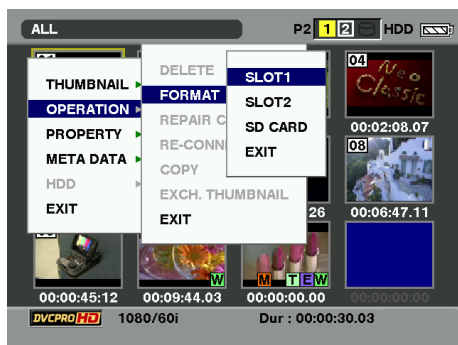 ALL P2 1 2 HDD
THUMBNAIL
OPERATION
PROPERTY
META DATA
HDD
EXIT
DELETE
FORMAT
REPAIR C
RE-CONN
COPY
EXCH. THUMBNAIL
EXIT
SLOT1
SLOT2
SD CARD
EXIT
04
Neo
Classic
00:02:08.07
08
26 00:06:47.11
W M T E W
00:00:45:12 00:09:44.03 00:00:00.00 00:00:00.00
DVCPRO HD 1080/60i Dur : 00:00:30.03